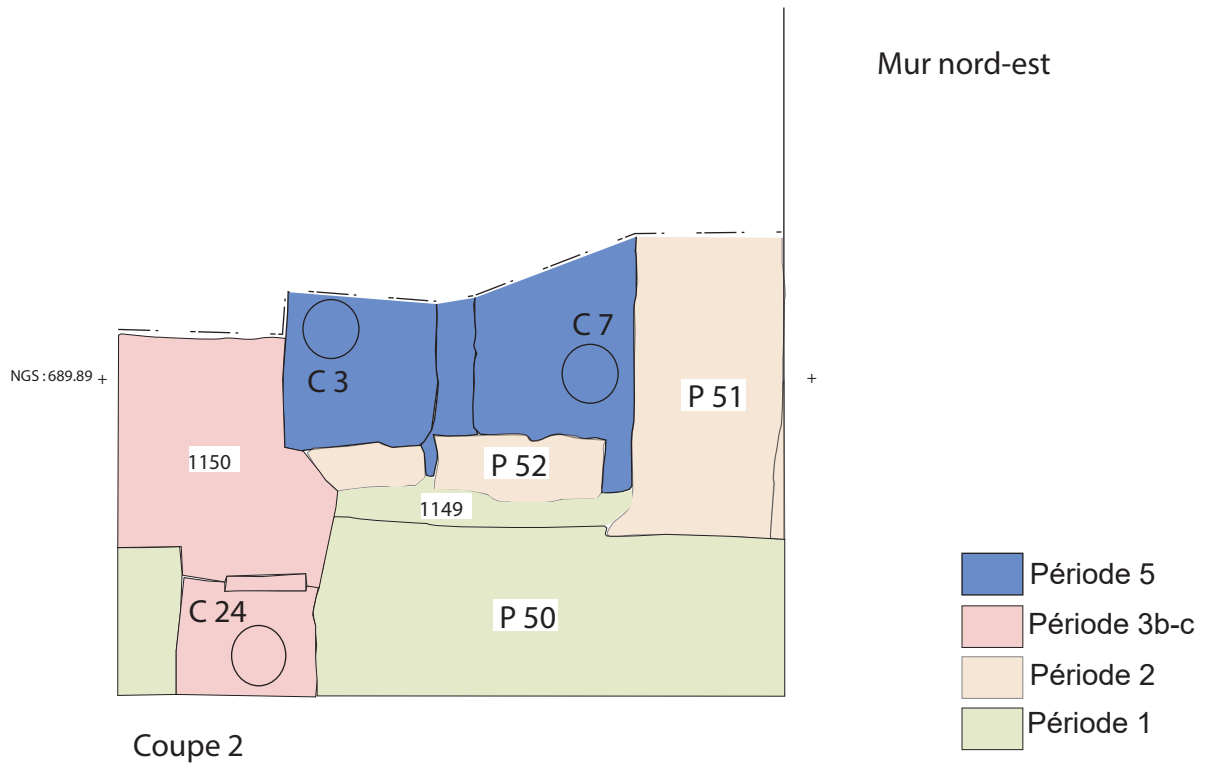 Mur nord-est
C 7
NGS : 689.89 +
+
C 3
P 51
1150
P 52
1149
Période 5
C 24
P 50
Période 3b-c
Période 2
Période 1
Coupe 2